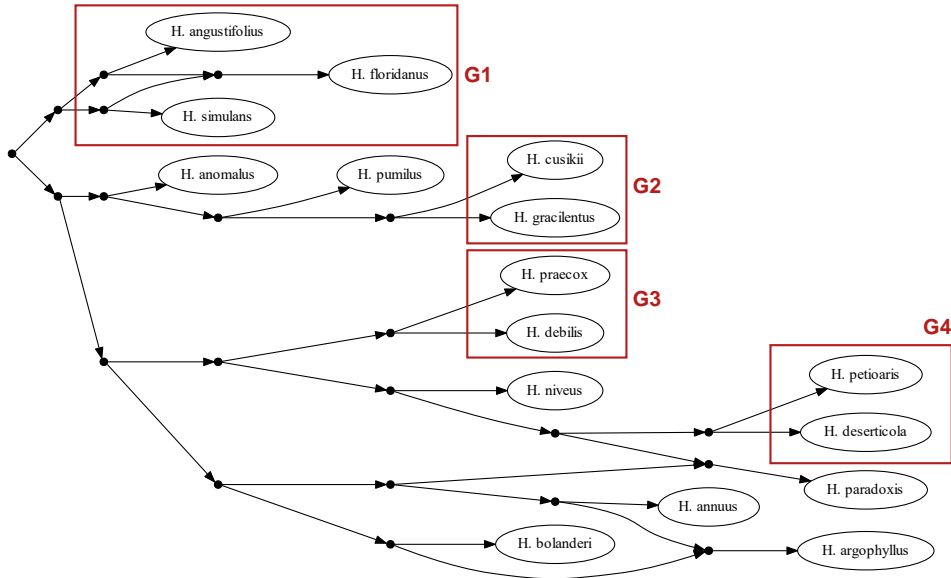 H. angustifolius
H. floridanus
G1
H. simulans
H. anomalus
H. pumilus
H. cusikii
G2
H. gracilentus
H. praecox
G3
H. debilis
G4
H. petioaris
H. niveus
H. deserticola
H. paradoxis
H. annuus
H. bolanderi
H. argophyllus